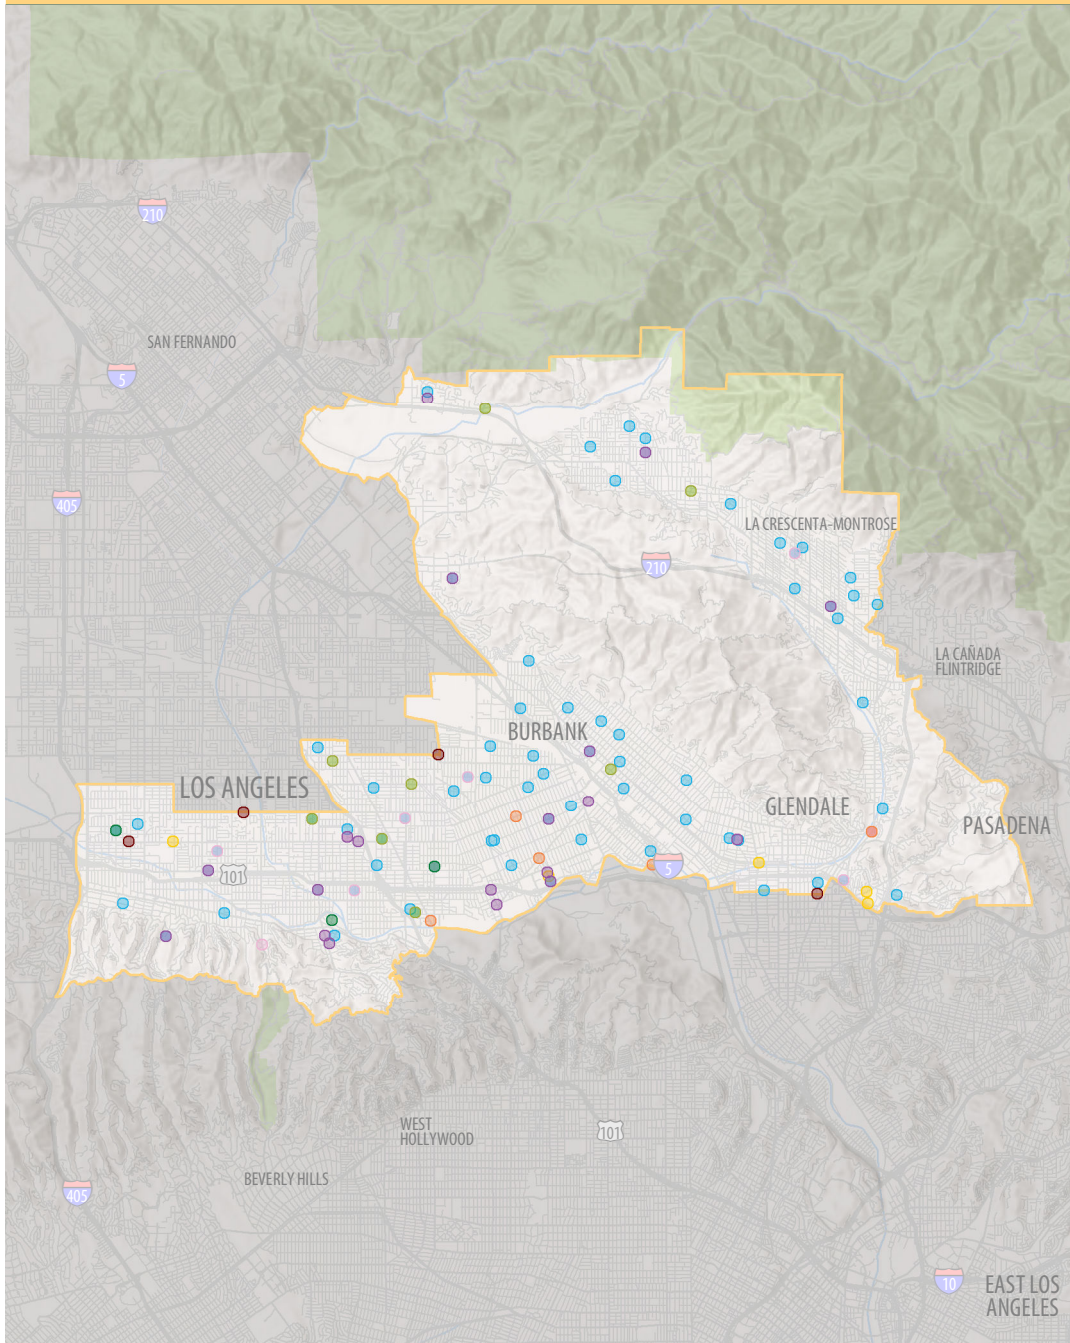 210
SAN FERNANDO
5
405
LA CRESCENTA-MONTROSE
210
LA CAÑADA
FLINTRIDGE
BURBANK
LOS ANGELES
GLENDALE
PASADENA
5
101
WEST
HOLLYWOOD
101
BEVERLY HILLS
405
10
EAST LOS
ANGELES